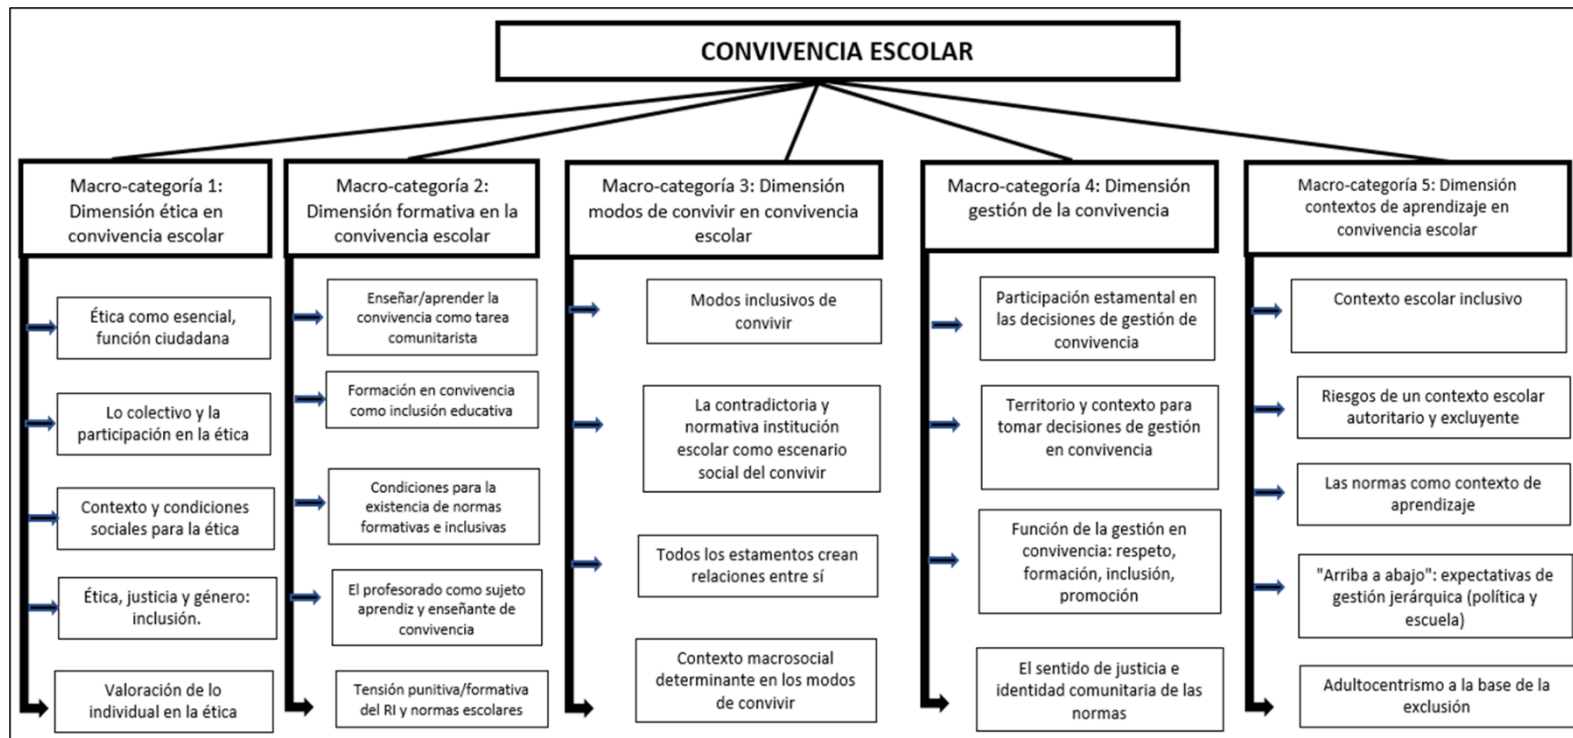 CONVIVENCIA ESCOLAR
Macro-categoría 1:
Dimensión ética en
convivencia escolar
Ética como esencial,
función ciudadana
Lo colectivo y la
participación en la ética
Contexto y condiciones
sociales para la ética
Ética, justicia y género:
inclusión.
Valoración de lo
individual en la ética
Macro-categoría 2:
Dimensión formativa en la
convivencia escolar
Enseñar/aprender la
convivencia como tarea
comunitarista
Formación en convivencia
como inclusión educativa
Condiciones para la
existencia de normas
formativas e inclusivas
El profesorado como sujeto
aprendiz y enseñante de
convivencia
Tensión punitiva/formativa
del RI y normas escolares
Macro-categoría 3: Dimensión
modos de convivir en convivencia
escolar
Modos inclusivos de
convivir
La contradictoria y
normativa institución
escolar como escenario
social del convivir
Todos los estamentos crean
relaciones entre sí
Contexto macrosocial
determinante en los modos
de convivir
Macro-categoría 4: Dimensión
gestión de la convivencia
Participación estamental en
las decisiones de gestión de
convivencia
Territorio y contexto para
tomar decisiones de gestión
en convivencia
Función de la gestión en
convivencia: respeto,
formación, inclusión,
promoción
El sentido de justicia e
identidad comunitaria de las
normas
Macro-categoría 5: Dimensión
contextos de aprendizaje en
convivencia escolar
Contexto escolar inclusivo
Riesgos de un contexto escolar
autoritario y excluyente
Las normas como contexto de
aprendizaje
"Arriba a abajo": expectativas de
gestión jerárquica (política y
escuela)
Adultocentrismo a la base de la
exclusión